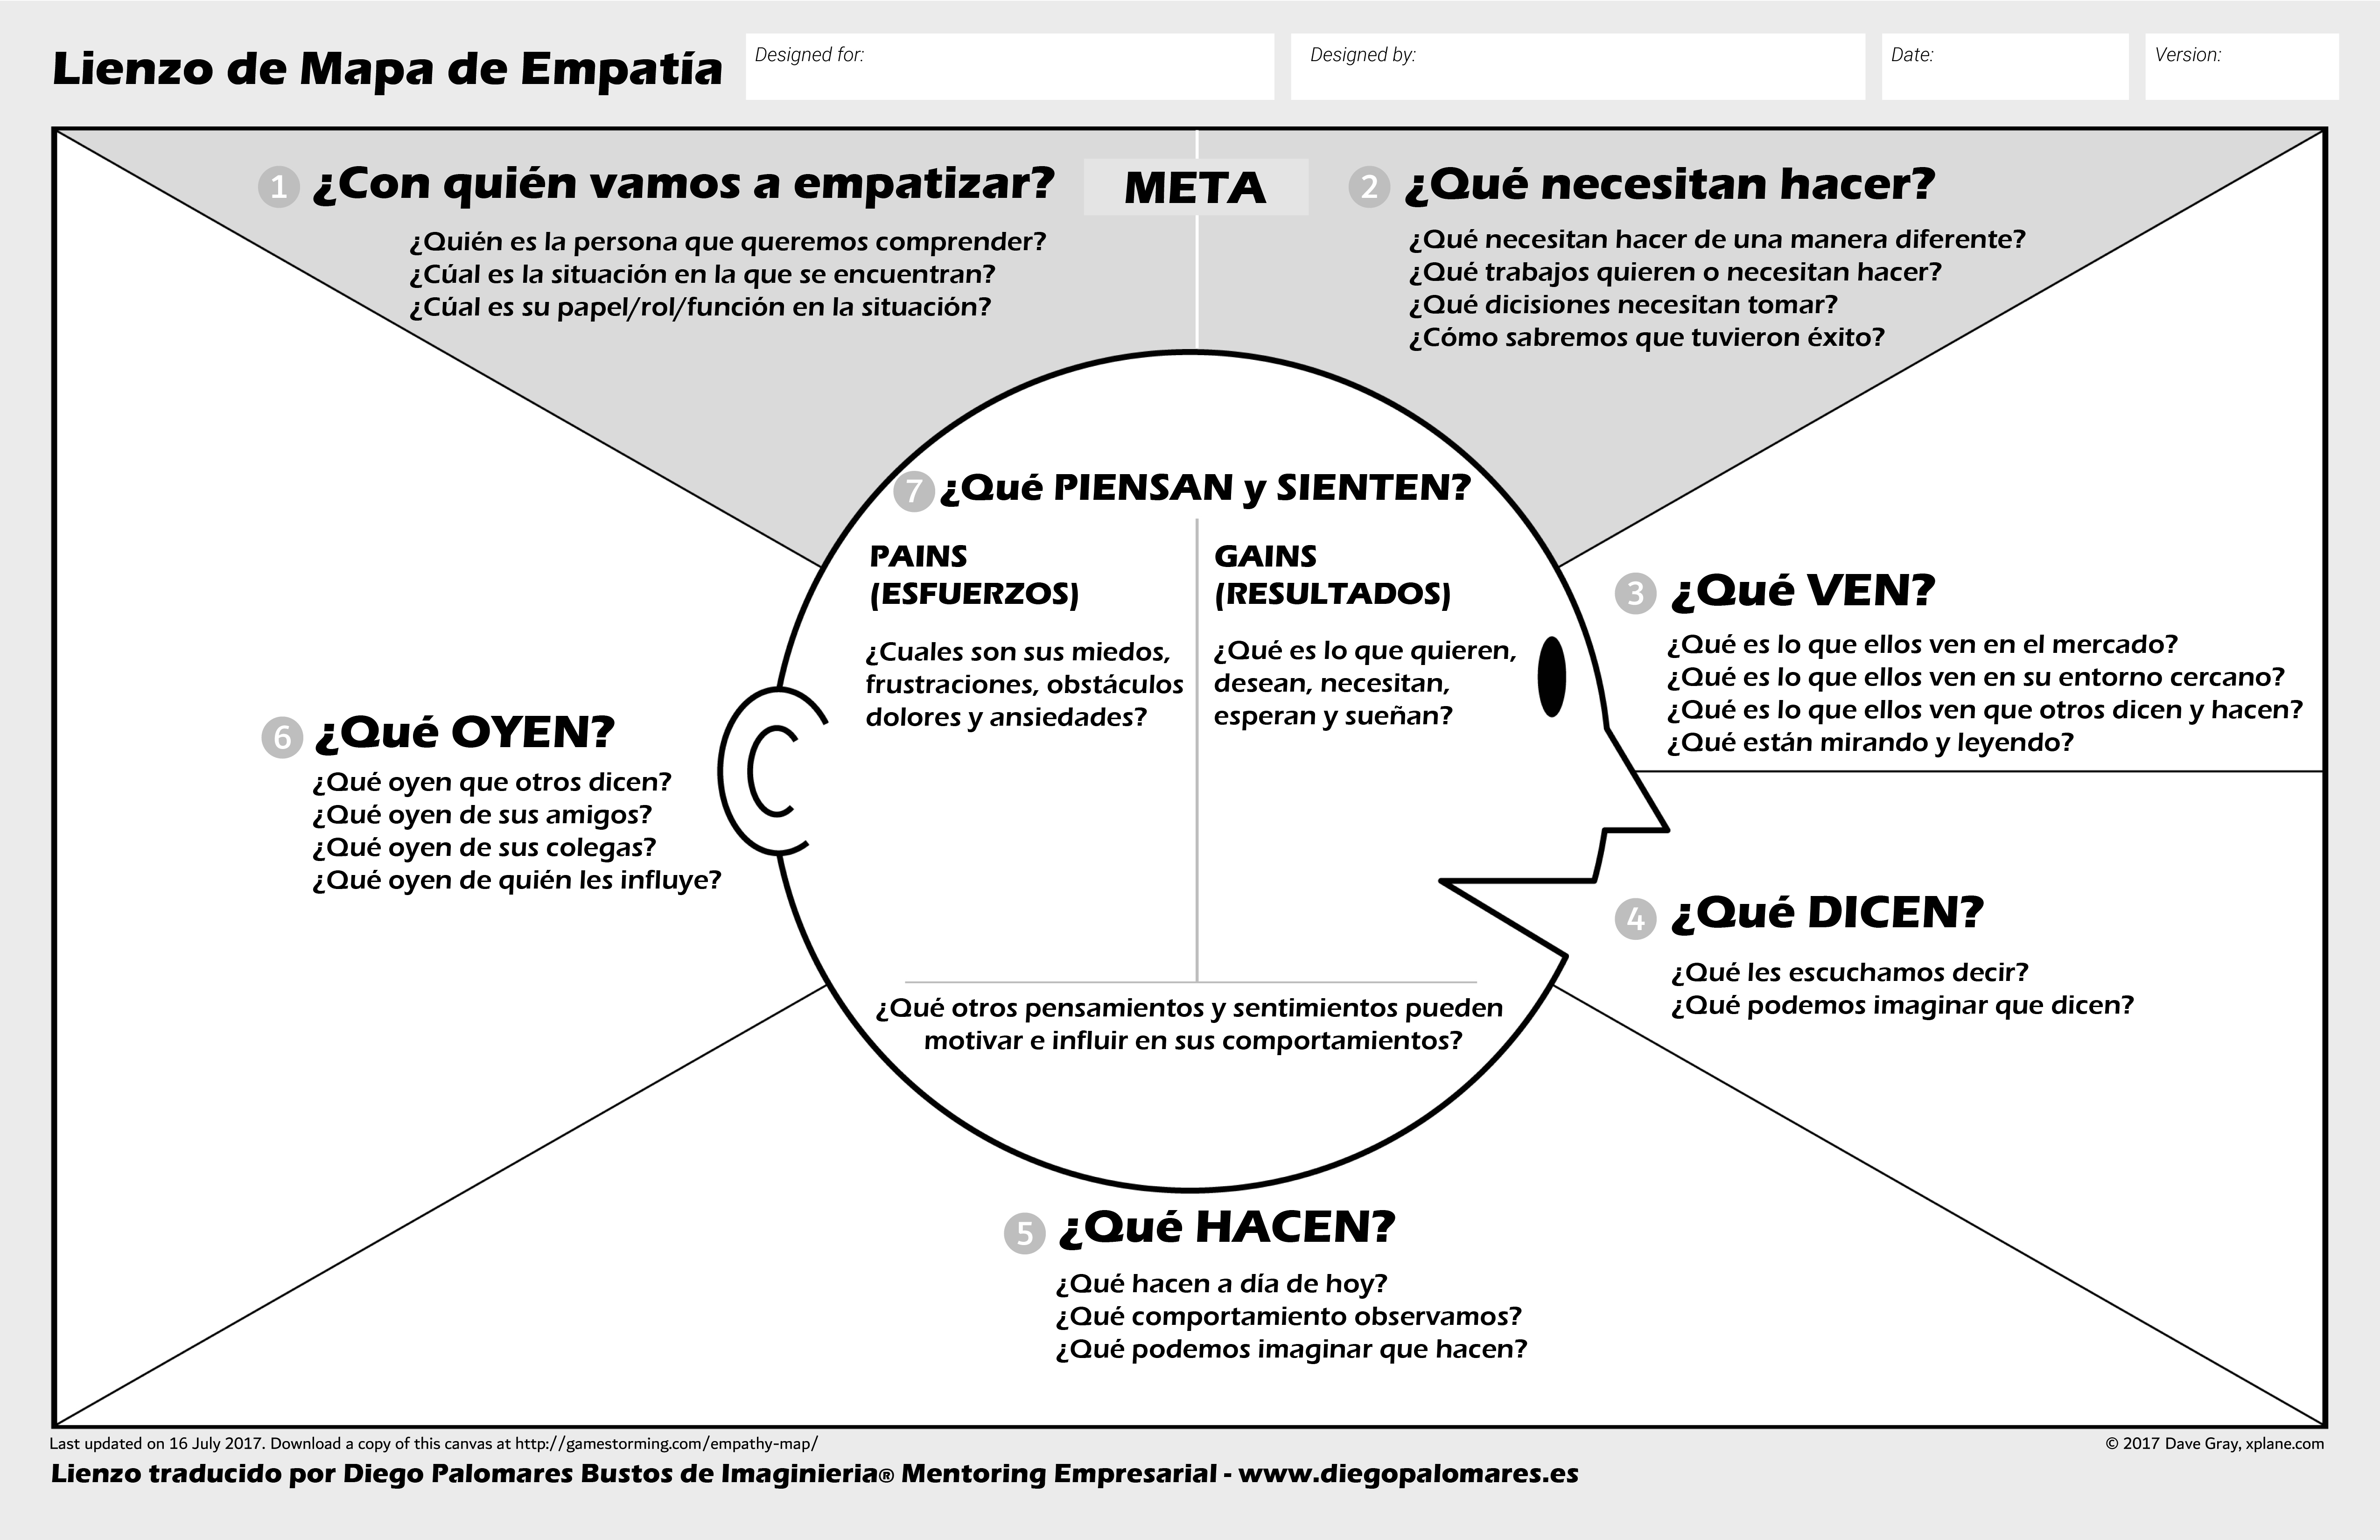 Lienzo de Mapa de Empatía
Designed for:
Designed by:
Date:
Version:
META
1 ¿Con quién vamos a empatizar?
¿Quién es la persona que queremos comprender?
¿Cúal es la situación en la que se encuentran?
¿Cúal es su papel/rol/función en la situación?
2 ¿Qué necesitan hacer?
¿Qué necesitan hacer de una manera diferente?
¿Qué trabajos quieren o necesitan hacer?
¿Qué dicisiones necesitan tomar?
¿Cómo sabremos que tuvieron éxito?
3 ¿Qué VEN?
¿Qué es lo que ellos ven en el mercado?
¿Qué es lo que ellos ven en su entorno cercano?
¿Qué es lo que ellos ven que otros dicen y hacen?
¿Qué están mirando y leyendo?
4 ¿Qué DICEN?
¿Qué les escuchamos decir?
¿Qué podemos imaginar que dicen?
5 ¿Qué HACEN?
¿Qué hacen a día de hoy?
¿Qué comportamiento observamos?
¿Qué podemos imaginar que hacen?
6 ¿Qué OYEN?
¿Qué oyen que otros dicen?
¿Qué oyen de sus amigos?
¿Qué oyen de sus colegas?
¿Qué oyen de quién les influye?
7 ¿Qué PIENSAN y SIENTEN?
PAINS
(ESFUERZOS)
¿Cuales son sus miedos,
frustraciones, obstáculos
dolores y ansiedades?
GAINS
(RESULTADOS)
¿Qué es lo que quieren,
desean, necesitan,
esperan y sueñan?
¿Qué otros pensamientos y sentimientos pueden
motivar e influir en sus comportamientos?
Last updated on 16 July 2017. Download a copy of this canvas at http://gamestorming.com/empathy-map/
© 2017 Dave Gray, xplane.com
Lienzo traducido por Diego Palomares Bustos de Imaginieria® Mentoring Empresarial - www.diegopalomares.es